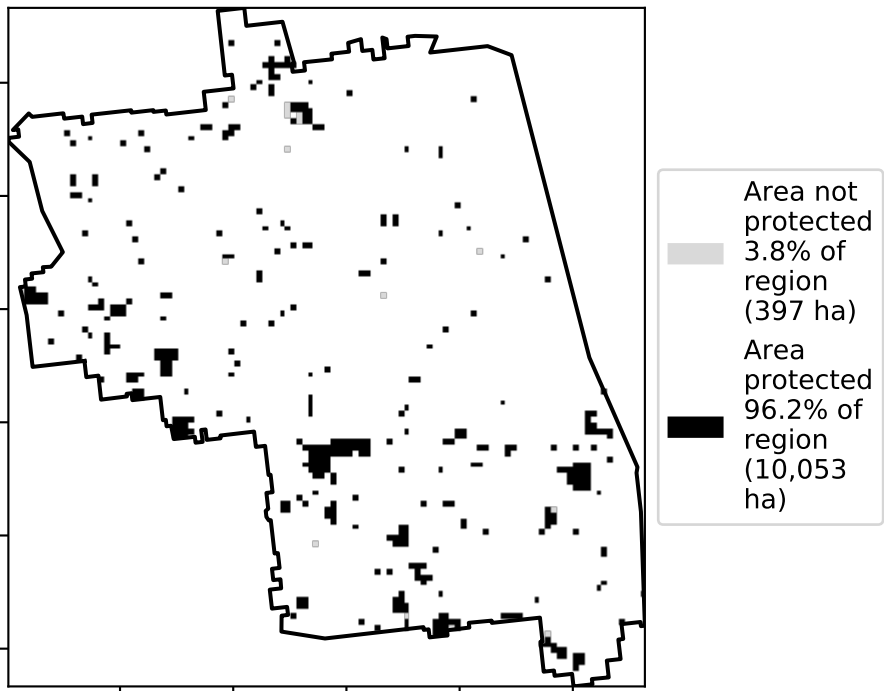 Area not
protected
3.8% of
region
(397 ha)
Area
protected
96.2% of
region
(10,053
ha)